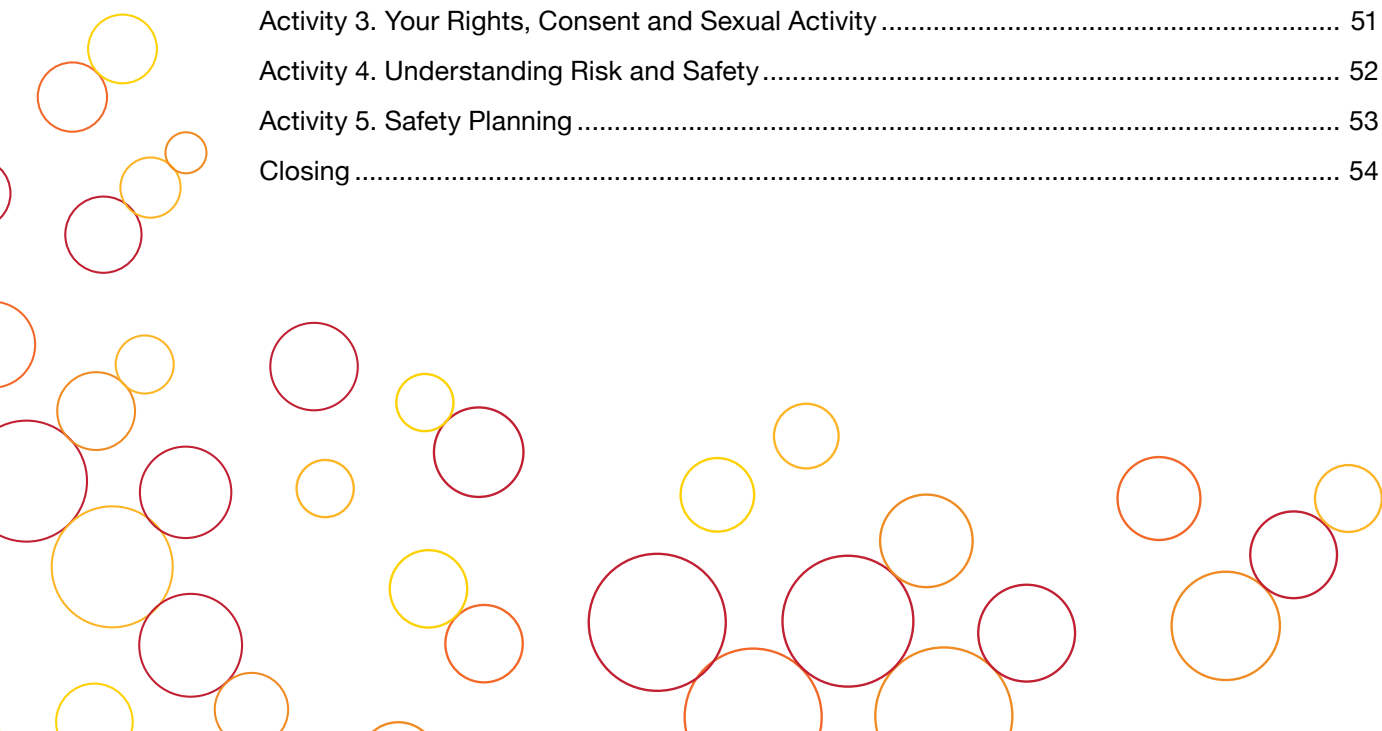 Activity 3. Your Rights, Consent and Sexual Activity.................................................................. 51
Activity 4. Understanding Risk and Safety................................................................................... 52
Activity 5. Safety Planning............................................................................................................. 53
Closing............................................................................................................................................ 54